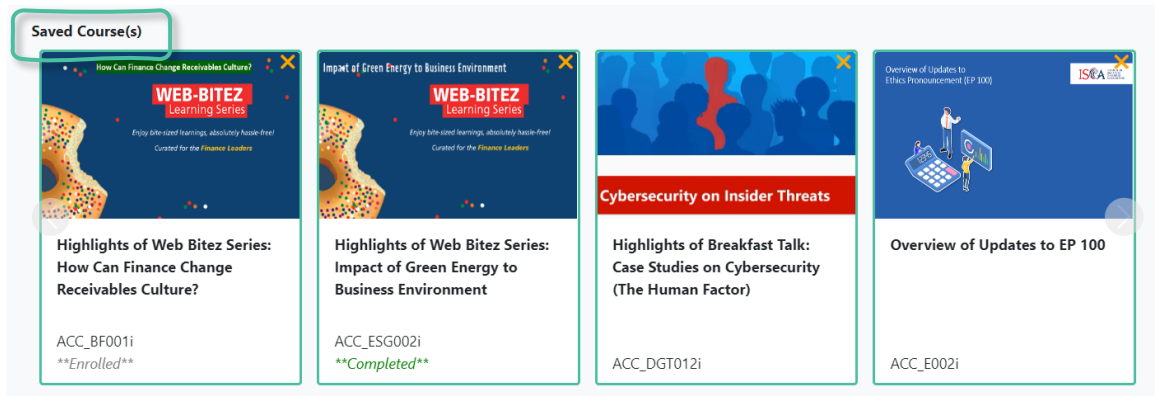 Saved Course(s)
How Can Finance Change Receivables Culture?
WEB-BITEZ
Learning Series
Enjoy bite-sized learnings, absolutely hassle-free!
Curated for the Finance Leaders
Highlights of Web Bitez Series:
How Can Finance Change
Receivables Culture?
ACC_BF001i
**Enrolled**
Impact of Green Energy to Business Environment
WEB-BITEZ
Learning Series
Enjoy bite-sized learnings, absolutely hassle-free!
Curated for the Finance Leaders
Highlights of Web Bitez Series:
Impact of Green Energy to
Business Environment
ACC_ESG002i
**Completed**
Cybersecurity on Insider Threats
Highlights of Breakfast Talk:
Case Studies on Cybersecurity
(The Human Factor)
ACC_DGT012i
Overview of Updates to
Ethics Pronouncement (EP 100)
ISCA
Overview of Updates to EP 100
ACC_E002i